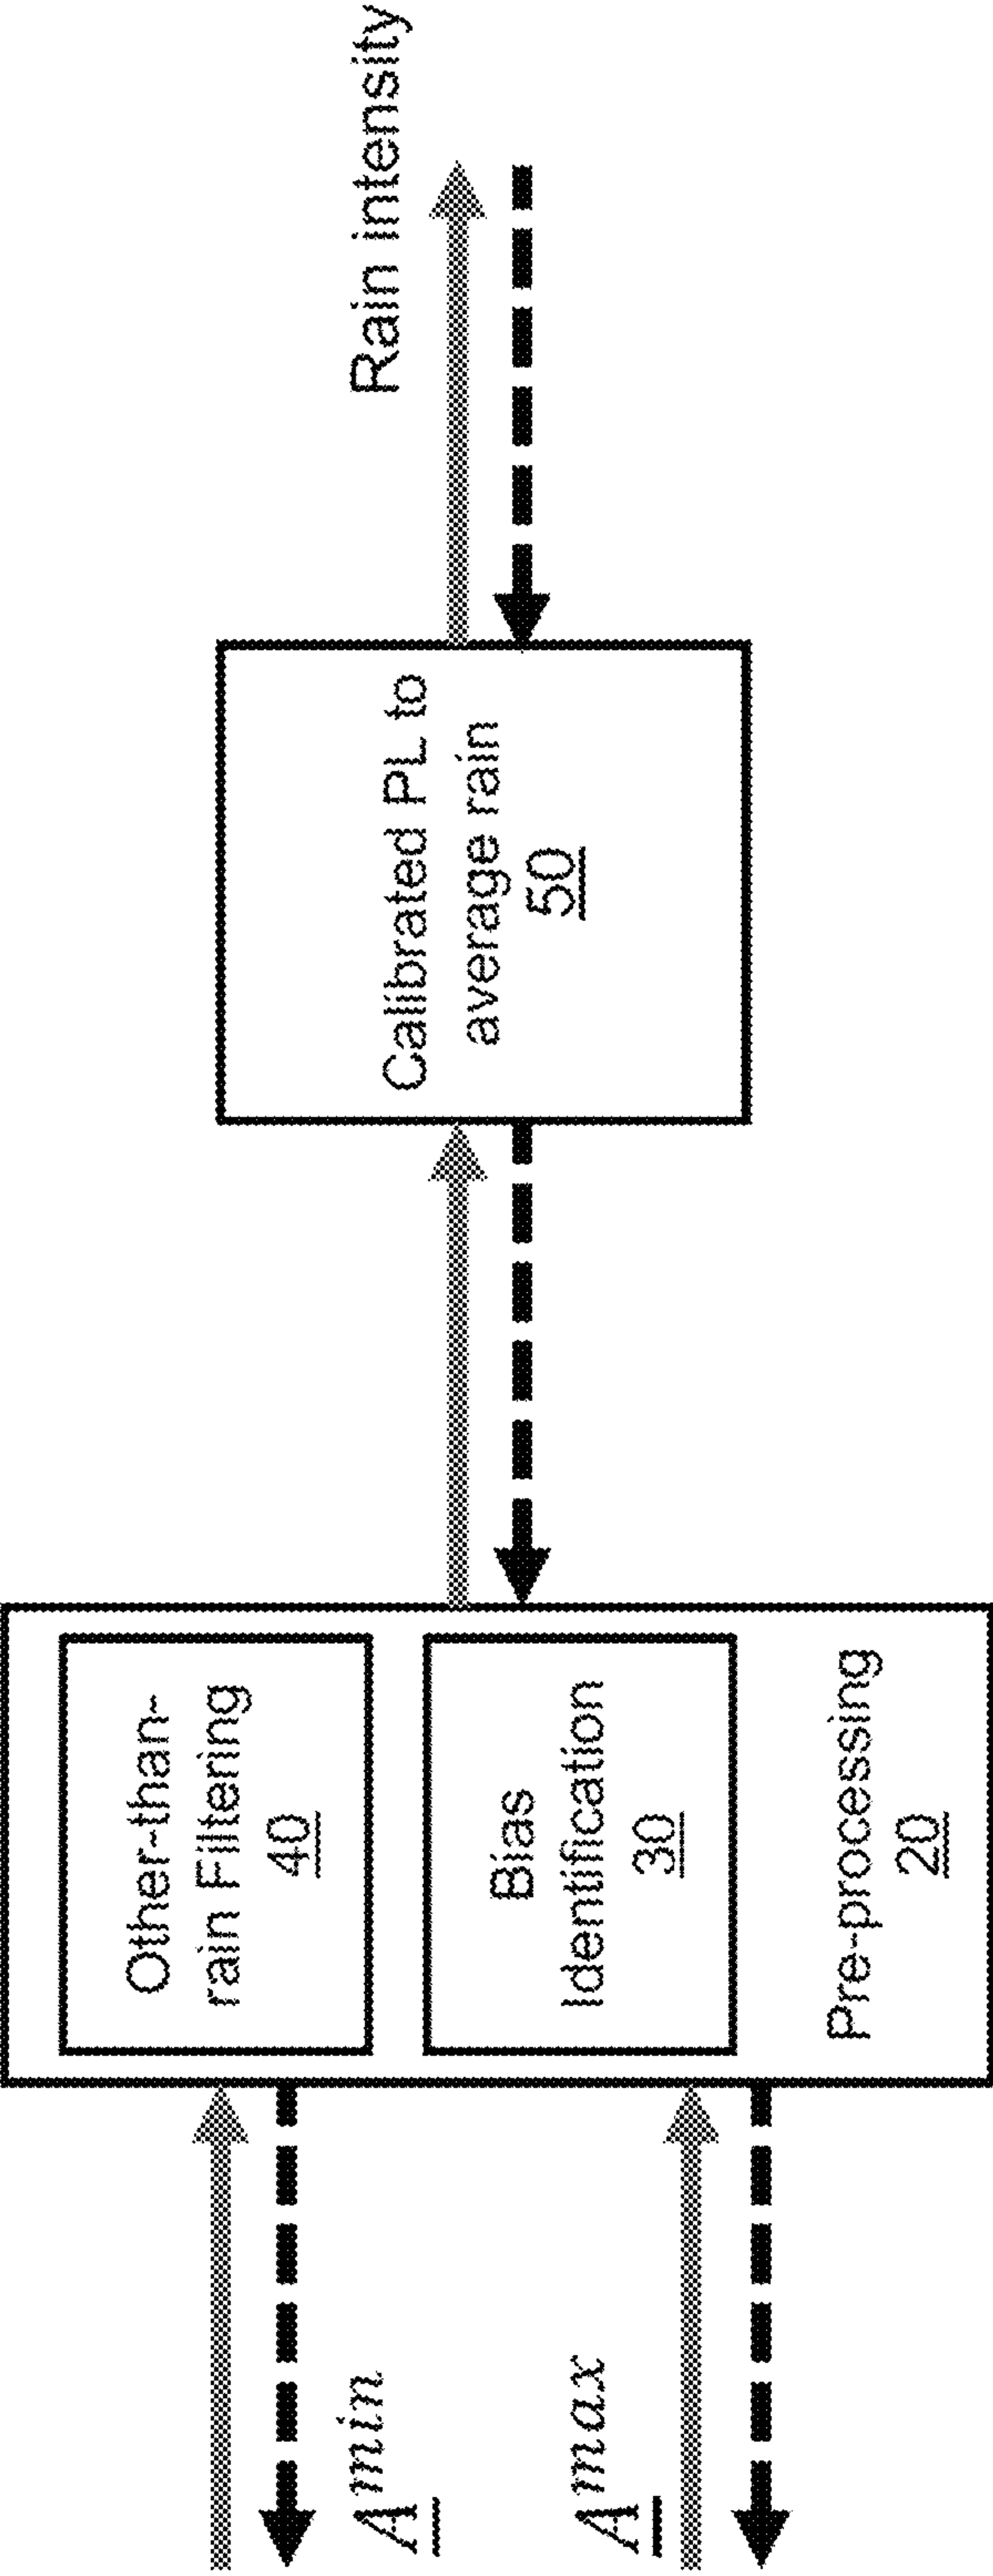 A^min
A^max
Other-than-
rain Filtering
40
Bias
Identification
30
Pre-processing
20
Calibrated PL to
average rain
50
Rain intensity